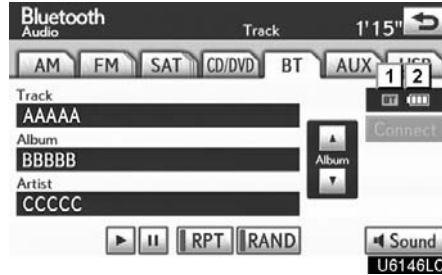 Bluetooth
Audio
Track
1'15"
AM
FM
SAT
CD/DVD
BT
AUX
USB
1
2
Track
AAAAA
BT
Album
BBBBB
Connect
Album
Artist
CCCCC
RPT
RAND
Sound
U6146LC